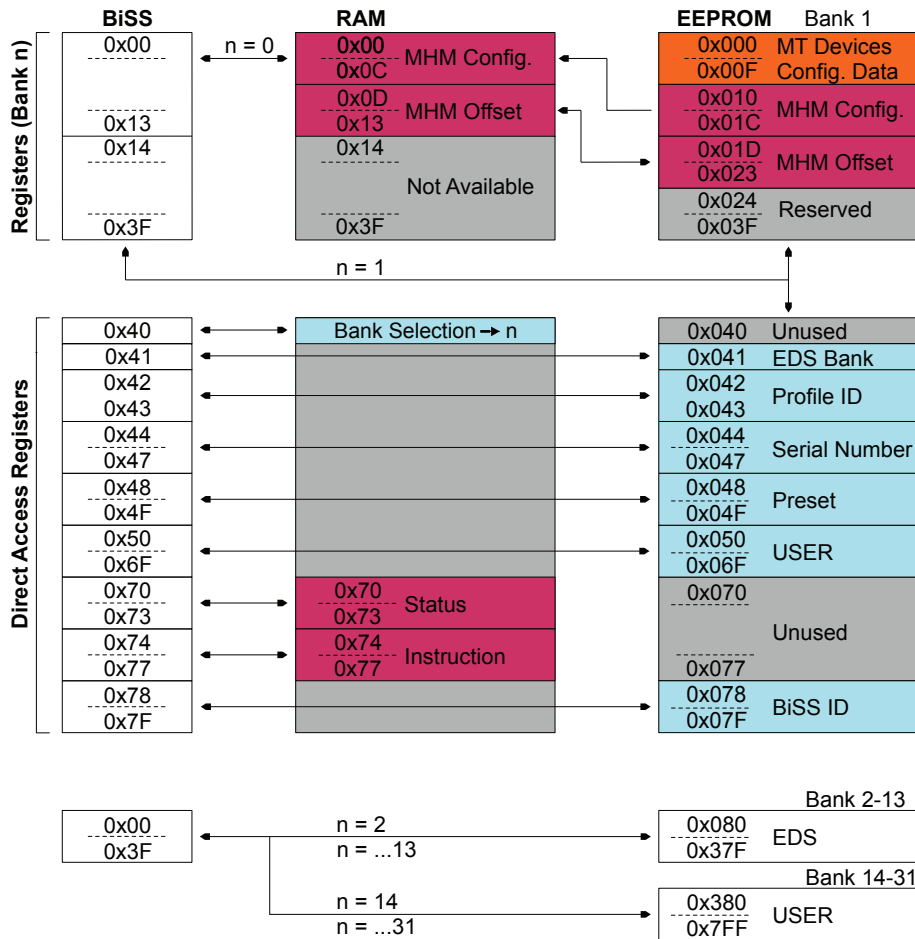 BiSS RAM EEPROM Bank 1
Registers (Bank n)
0x00 n = 0 0x00 MHM Config. 0x000 MT Devices
0x0C 0x00F Config. Data
0x0D MHM Offset 0x010 MHM Config.
0x13 0x13 0x01C
0x14 0x14 Not Available 0x01D MHM Offset
0x023
0x024 Reserved
0x3F 0x3F 0x03F
n = 1
Direct Access Registers
0x40 Bank Selection → n 0x040 Unused
0x41 0x041 EDS Bank
0x42 0x042 Profile ID
0x43 0x043
0x44 0x044 Serial Number
0x47 0x047
0x48 0x048 Preset
0x4F 0x04F
0x50 0x050 USER
0x6F 0x06F
0x70 0x70 Status 0x070
0x73 0x73
Unused
0x74 0x74 Instruction
0x77 0x77 0x077
0x78 0x078 BiSS ID
0x7F 0x07F
Bank 2-13
0x00 n = 2 0x080 EDS
0x3F n = ...13 0x37F
Bank 14-31
n = 14 0x380 USER
n = ...31 0x7FF